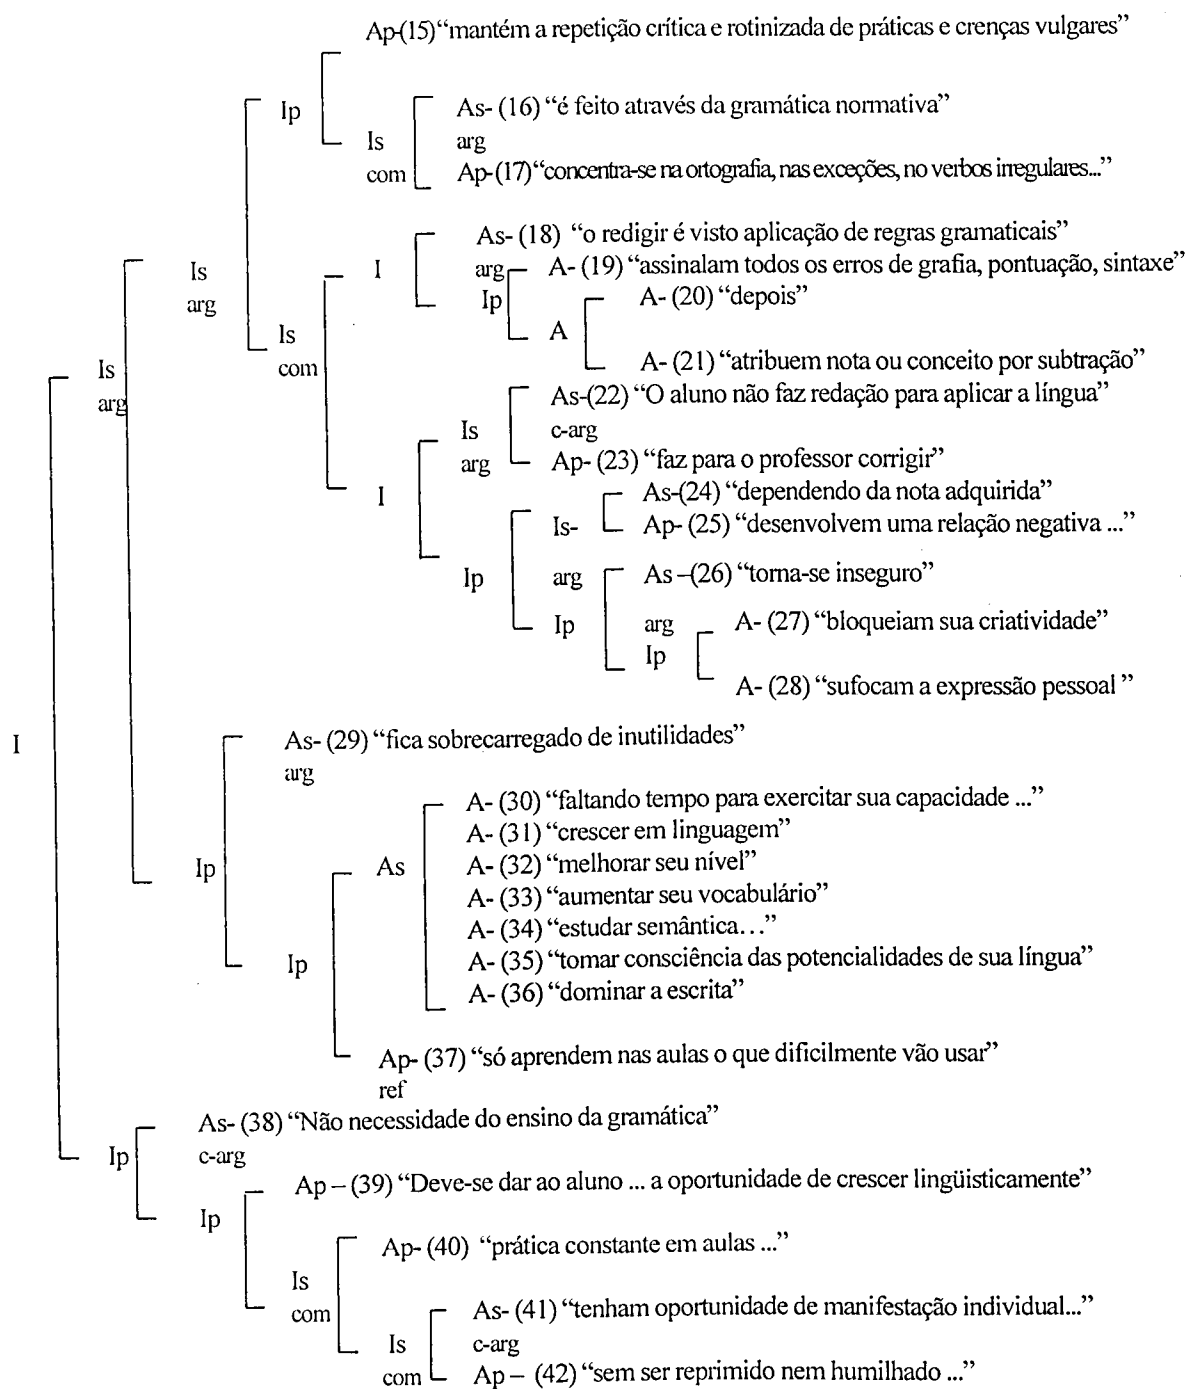 Ap-(15) “mantém a repetição crítica e rotinizada de práticas e crenças vulgares”
Ip
As- (16) “é feito através da gramática normativa”
Is arg
com Ap- (17) “concentra-se na ortografia, nas exceções, no verbos irregulares...”
As- (18) “o redigir é visto aplicação de regras gramaticais”
Is I arg A- (19) “assinalam todos os erros de grafia, pontuação, sintaxe”
arg Ip A- (20) “depois”
Is A
com A- (21) “atribuem nota ou conceito por subtração”
Is As-(22) “O aluno não faz redação para aplicar a língua”
arg Is c-arg
arg Ap- (23) “faz para o professor corrigir”
I As-(24) “dependendo da nota adquirida”
Is- Ap- (25) “desenvolvem uma relação negativa ...”
Ip arg As –(26) “torna-se inseguro”
Ip arg A- (27) “bloqueiam sua criatividade”
Ip
A- (28) “sufocam a expressão pessoal ”
I As- (29) “fica sobrecarregado de inutilidades”
arg
A- (30) “faltando tempo para exercitar sua capacidade ...”
A- (31) “crescer em linguagem”
Ip As A- (32) “melhorar seu nível”
A- (33) “aumentar seu vocabulário”
A- (34) “estudar semântica…”
Ip A- (35) “tomar consciência das potencialidades de sua língua”
A- (36) “dominar a escrita”
Ap- (37) “só aprendem nas aulas o que dificilmente vão usar”
ref
As- (38) “Não necessidade do ensino da gramática”
Ip c-arg
Ap – (39) “Deve-se dar ao aluno ... a oportunidade de crescer lingüisticamente”
Ip
Ap- (40) “prática constante em aulas ...”
Is
com As- (41) “tenham oportunidade de manifestação individual...”
Is c-arg
com Ap – (42) “sem ser reprimido nem humilhado ...”